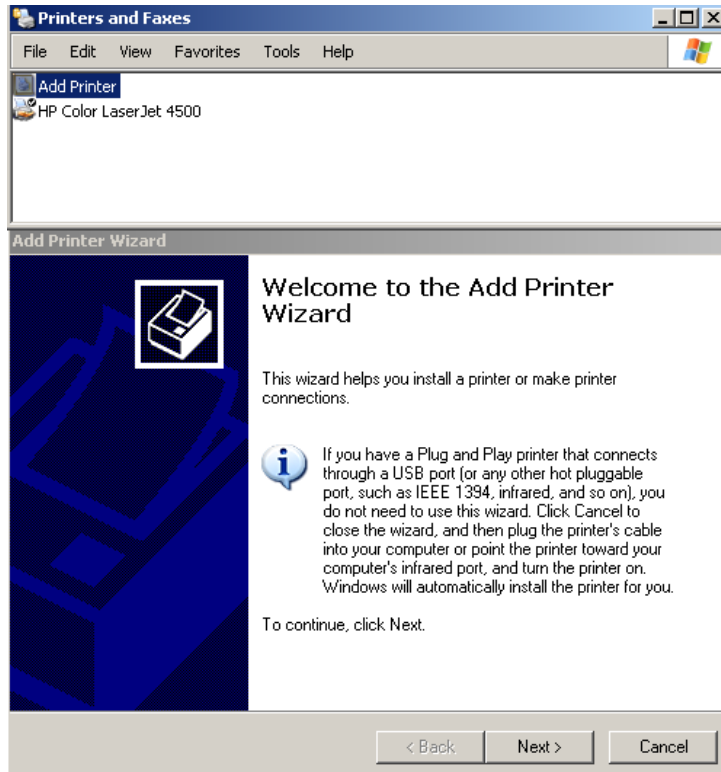 Printers and Faxes
File Edit View Favorites Tools Help
Add Printer
HP Color LaserJet 4500
Add Printer Wizard
Welcome to the Add Printer
Wizard
This wizard helps you install a printer or make printer
connections.
If you have a Plug and Play printer that connects
through a USB port (or any other hot pluggable
port, such as IEEE 1394, infrared, and so on), you
do not need to use this wizard. Click Cancel to
close the wizard, and then plug the printer's cable
into your computer or point the printer toward your
computer's infrared port, and turn the printer on.
Windows will automatically install the printer for you.
To continue, click Next.
< Back Next > Cancel